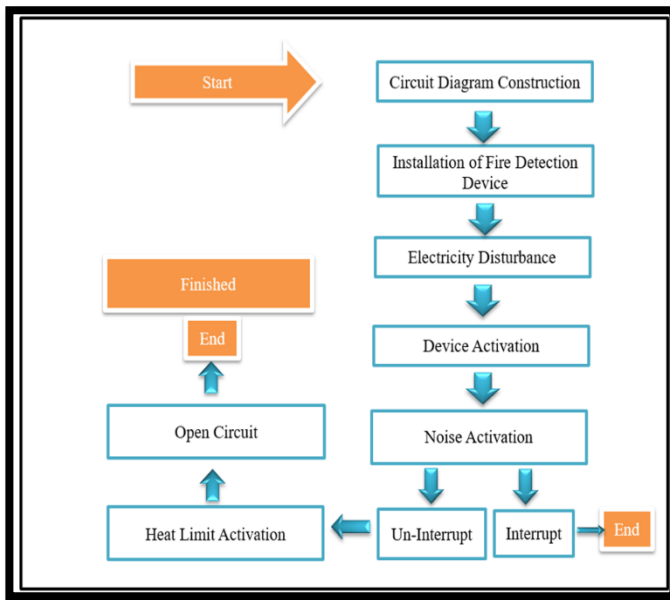 Start
Circuit Diagram Construction
Installation of Fire Detection
Device
Electricity Disturbance
Device Activation
Noise Activation
Un-Interrupt
Interrupt
End
Heat Limit Activation
Open Circuit
End
Finished